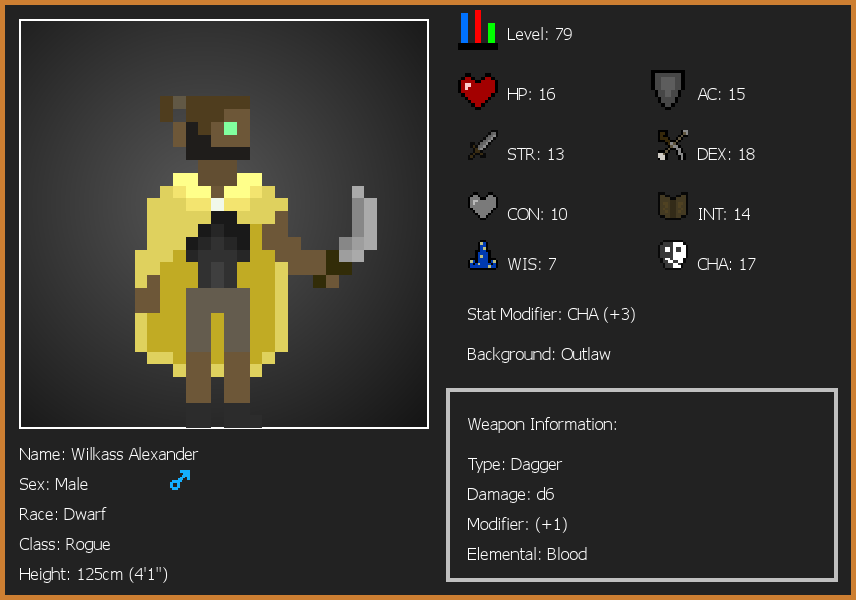 Level: 79
HP: 16
AC: 15
STR: 13
DEX: 18
CON: 10
INT: 14
WIS: 7
CHA: 17
Stat Modifier: CHA (+3)
Background: Outlaw
Weapon Information:
Type: Dagger
Damage: d6
Modifier: (+1)
Elemental: Blood
Name: Wilkass Alexander
Sex: Male
Race: Dwarf
Class: Rogue
Height: 125cm (4'1")